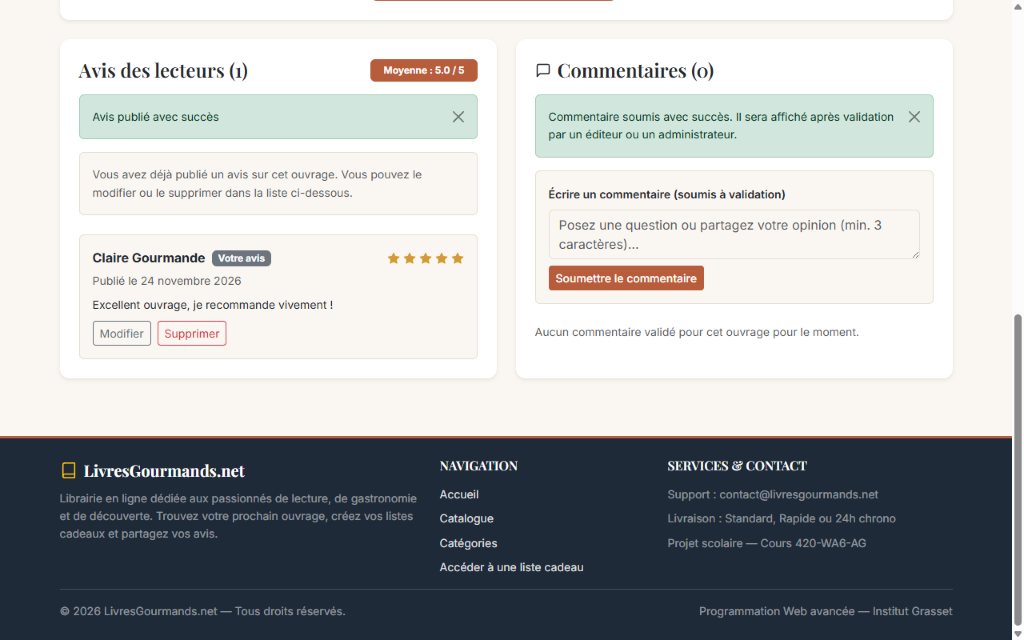 Avis des lecteurs (1)
Moyenne : 5.0 / 5
Avis publié avec succès
Vous avez déjà publié un avis sur cet ouvrage. Vous pouvez le
modifier ou le supprimer dans la liste ci-dessous.
Claire Gourmande Votre avis
Publié le 24 novembre 2026
Excellent ouvrage, je recommande vivement !
Modifier Supprimer
Commentaires (0)
Commentaire soumis avec succès. Il sera affiché après validation
par un éditeur ou un administrateur.
Écrire un commentaire (soumis à validation)
Posez une question ou partagez votre opinion (min. 3
caractères)...
Soumettre le commentaire
Aucun commentaire validé pour cet ouvrage pour le moment.
LivresGourmands.net
Librairie en ligne dédiée aux passionnés de lecture, de gastronomie
et de découverte. Trouvez votre prochain ouvrage, créez vos listes
cadeaux et partagez vos avis.
NAVIGATION
Accueil
Catalogue
Catégories
Accéder à une liste cadeau
SERVICES & CONTACT
Support : contact@livresgourmands.net
Livraison : Standard, Rapide ou 24h chrono
Projet scolaire — Cours 420-WA6-AG
© 2026 LivresGourmands.net — Tous droits réservés.
Programmation Web avancée — Institut Grasset